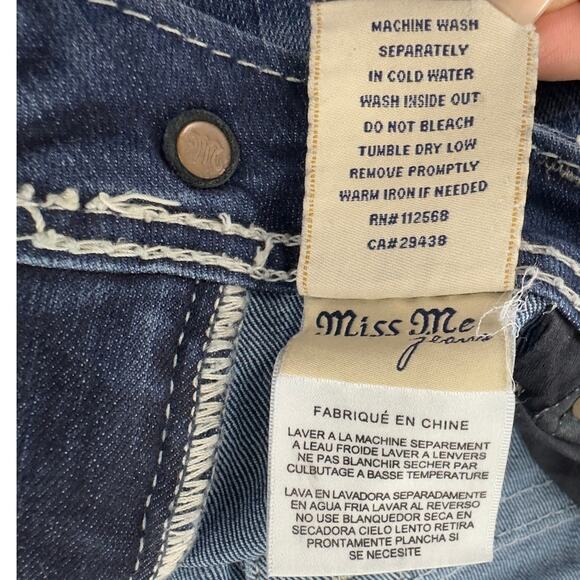 MACHINE WASH
SEPARATELY
IN COLD WATER
WASH INSIDE OUT
DO NOT BLEACH
TUMBLE DRY LOW
REMOVE PROMPTLY
WARM IRON IF NEEDED
RN# 112568
CA# 29438
M
Miss Me
Jeans
FABRIQUÉ EN CHINE
LAVER A LA MACHINE SEPAREMENT
A LEAU FROIDE LAVER A LENVERS
NE PAS BLANCHIR SECHER PAR
CULBUTAGE A BASSE TEMPERATURE
LAVA EN LAVADORA SEPARADAMENTE
EN AGUA FRIA LAVAR AL REVERSO
NO USE BLANQUEDOR SECA EN
SECADORA CIELO LENTO RETIRA
PRONTAMENTE PLANCHA SI
SE NECESITE